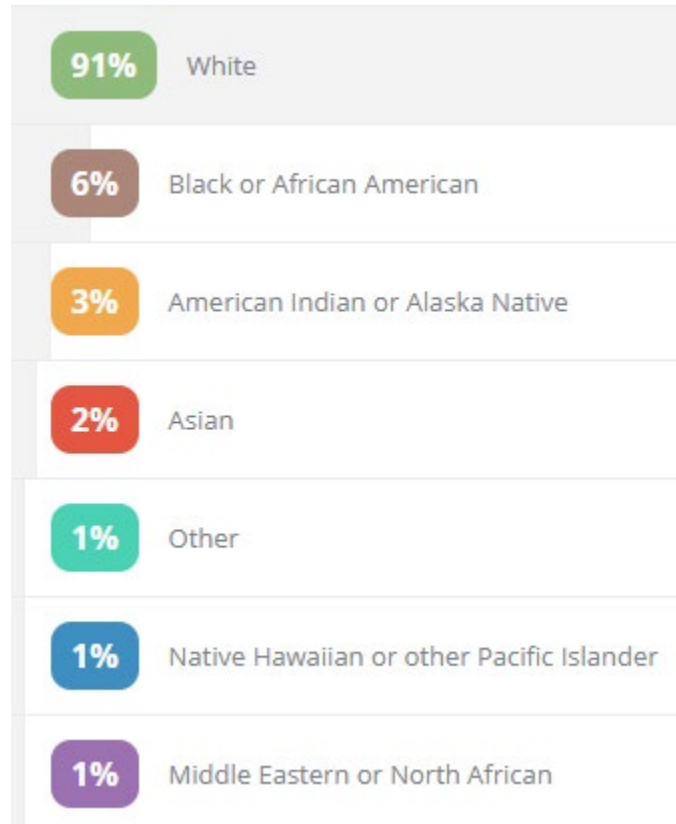 91% White
6% Black or African American
3% American Indian or Alaska Native
2% Asian
1% Other
1% Native Hawaiian or other Pacific Islander
1% Middle Eastern or North African